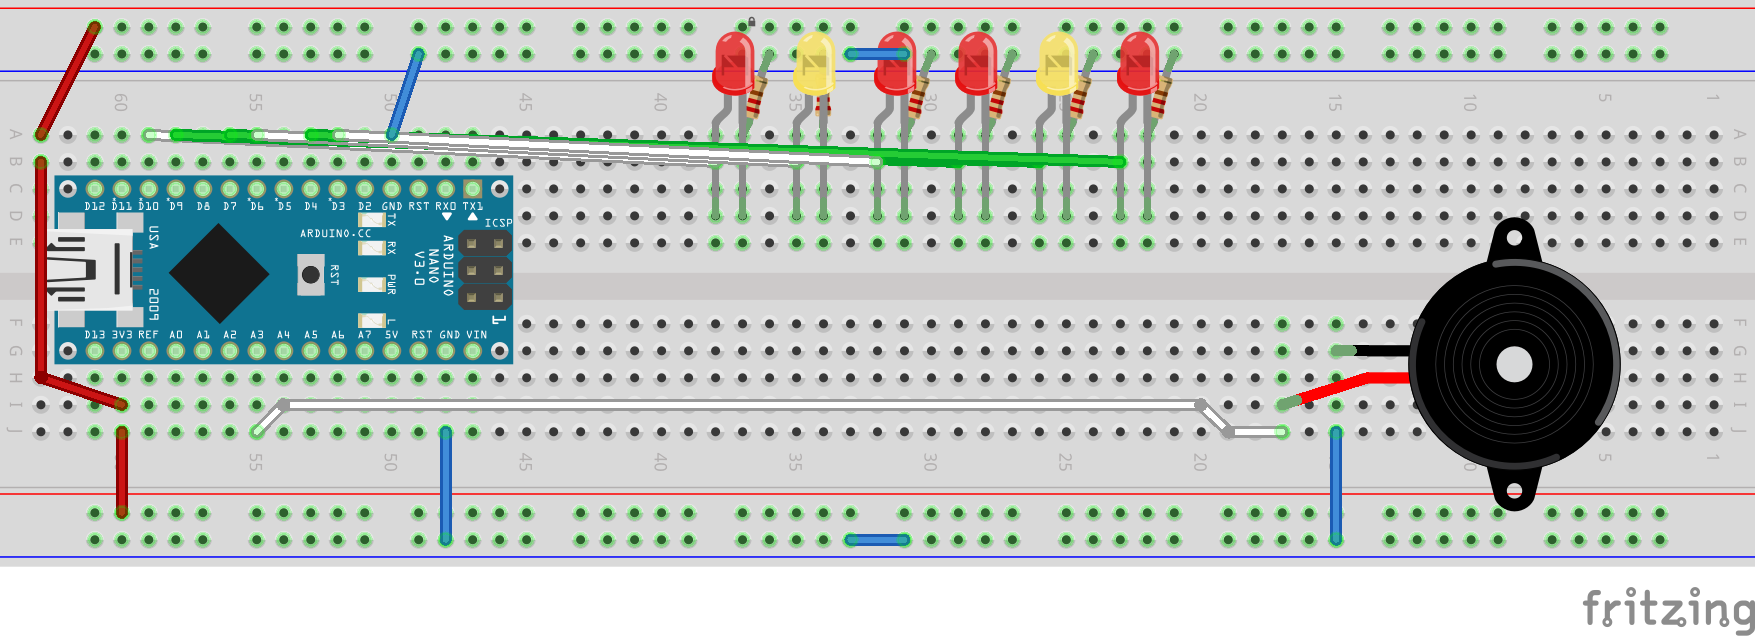 60 55 50 45 40 35 30 25 20 15 10 5 1
A A
B B
C C
D D
E E
D12 D11 D10 D9 D8 D7 D6 D5 D4 D3 D2 GND RST RX0 TX1
ICSP
TX
RX
PWR
L
ARDUINO.CC
USA
2009
RST
ARDUINO
NANO
V3.0
1
D13 3V3 REF A0 A1 A2 A3 A4 A5 A6 A7 5V RST GND VIN
F F
G G
H H
I I
J J
55 50 45 40 35 30 25 20 10 5 1
fritzing